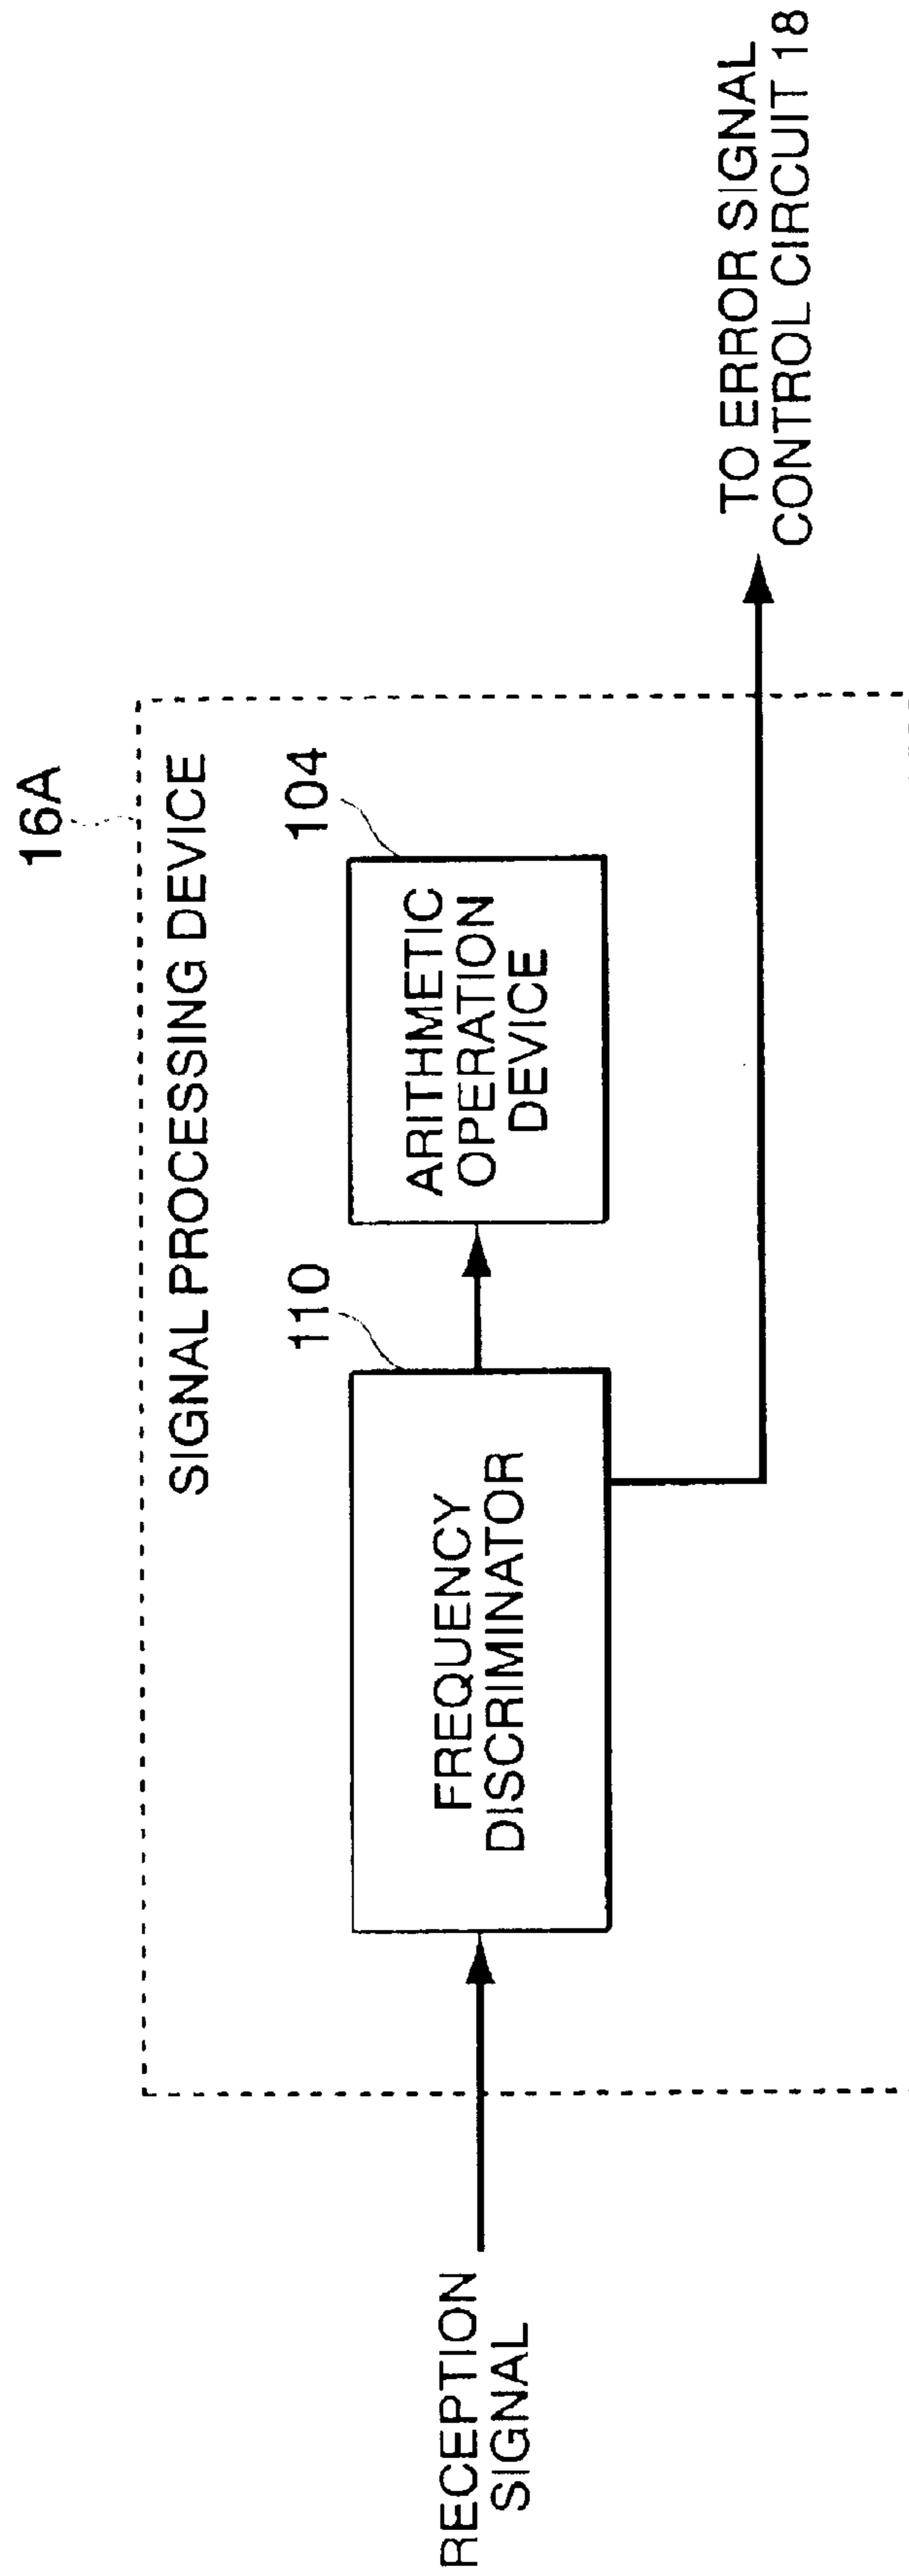 16A
SIGNAL PROCESSING DEVICE
110
104
RECEPTION
SIGNAL
FREQUENCY
DISCRIMINATOR
ARITHMETIC
OPERATION
DEVICE
TO ERROR SIGNAL
CONTROL CIRCUIT 18